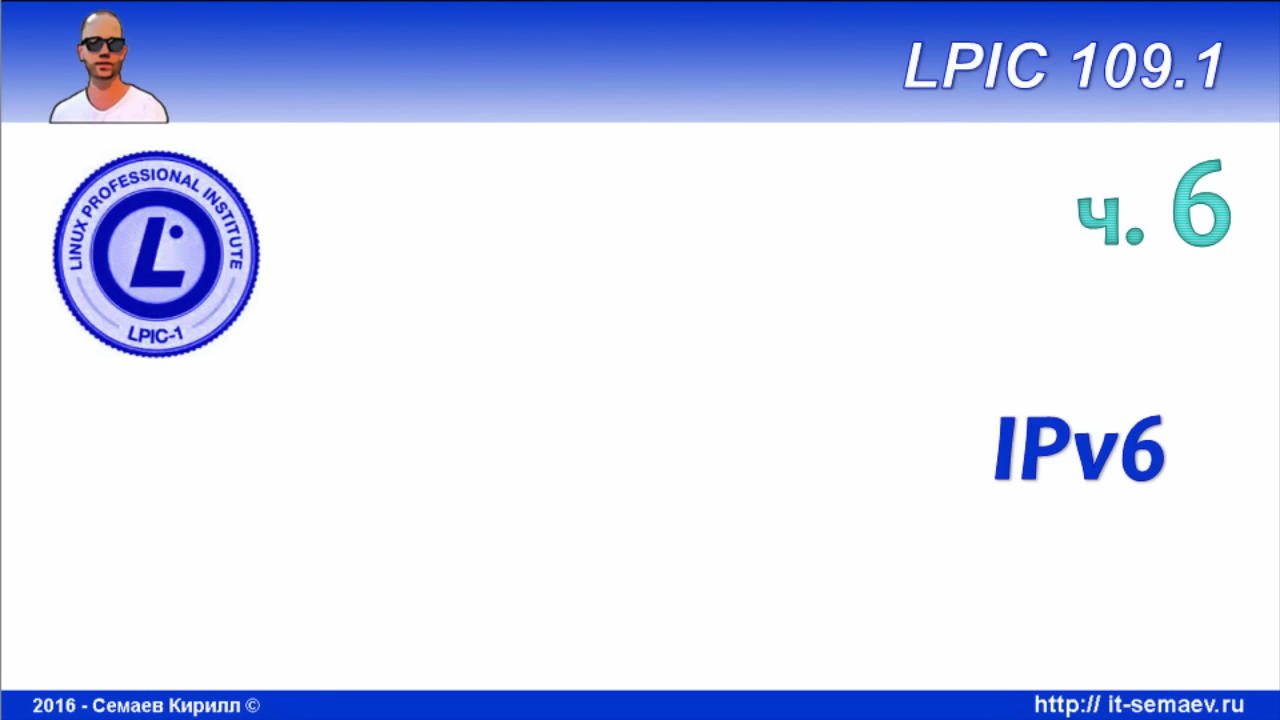 LPIC 109.1
ч. 6
LINUX PROFESSIONAL INSTITUTE
L
LPIC-1
IPv6
2016 - Семаев Кирилл ©
http:// it-semaev.ru